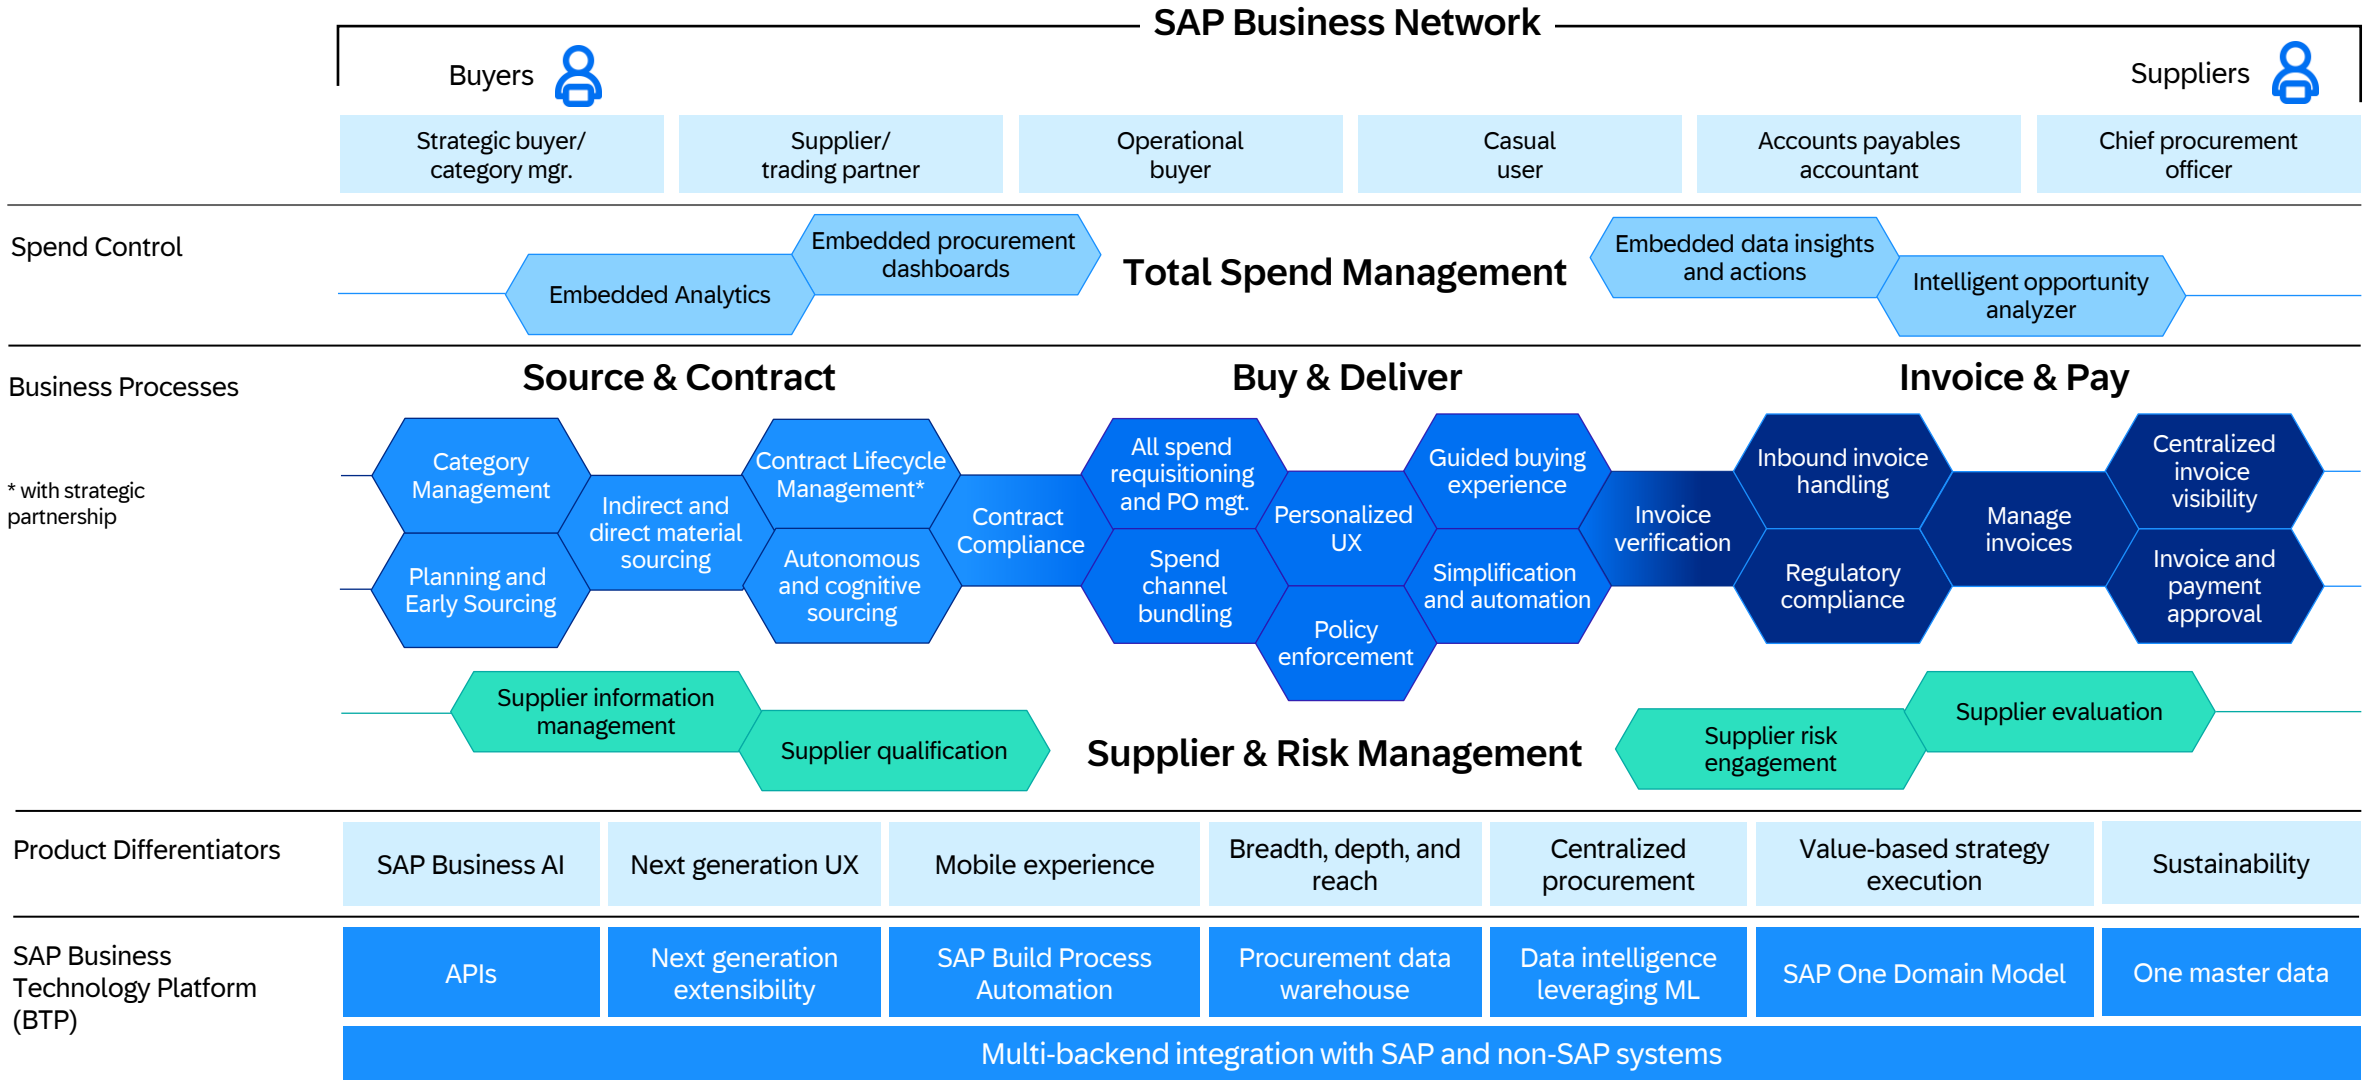 SAP Business Network
Buyers
Suppliers
Strategic buyer/
category mgr.
Supplier/
trading partner
Operational
buyer
Casual
user
Accounts payables
accountant
Chief procurement
officer
Spend Control
Embedded Analytics
Embedded procurement
dashboards
Total Spend Management
Embedded data insights
and actions
Intelligent opportunity
analyzer
Business Processes
* with strategic
partnership
Source & Contract
Buy & Deliver
Invoice & Pay
Category
Management
Planning and
Early Sourcing
Indirect and
direct material
sourcing
Contract Lifecycle
Management*
Autonomous
and cognitive
sourcing
Contract
Compliance
All spend
requisitioning
and PO mgt.
Spend
channel
bundling
Personalized
UX
Policy
enforcement
Guided buying
experience
Simplification
and automation
Invoice
verification
Inbound invoice
handling
Regulatory
compliance
Manage
invoices
Centralized
invoice
visibility
Invoice and
payment
approval
Supplier information
management
Supplier qualification
Supplier & Risk Management
Supplier risk
engagement
Supplier evaluation
Product Differentiators
SAP Business AI
Next generation UX
Mobile experience
Breadth, depth, and
reach
Centralized
procurement
Value-based strategy
execution
Sustainability
SAP Business
Technology Platform
(BTP)
APIs
Next generation
extensibility
SAP Build Process
Automation
Procurement data
warehouse
Data intelligence
leveraging ML
SAP One Domain Model
One master data
Multi-backend integration with SAP and non-SAP systems